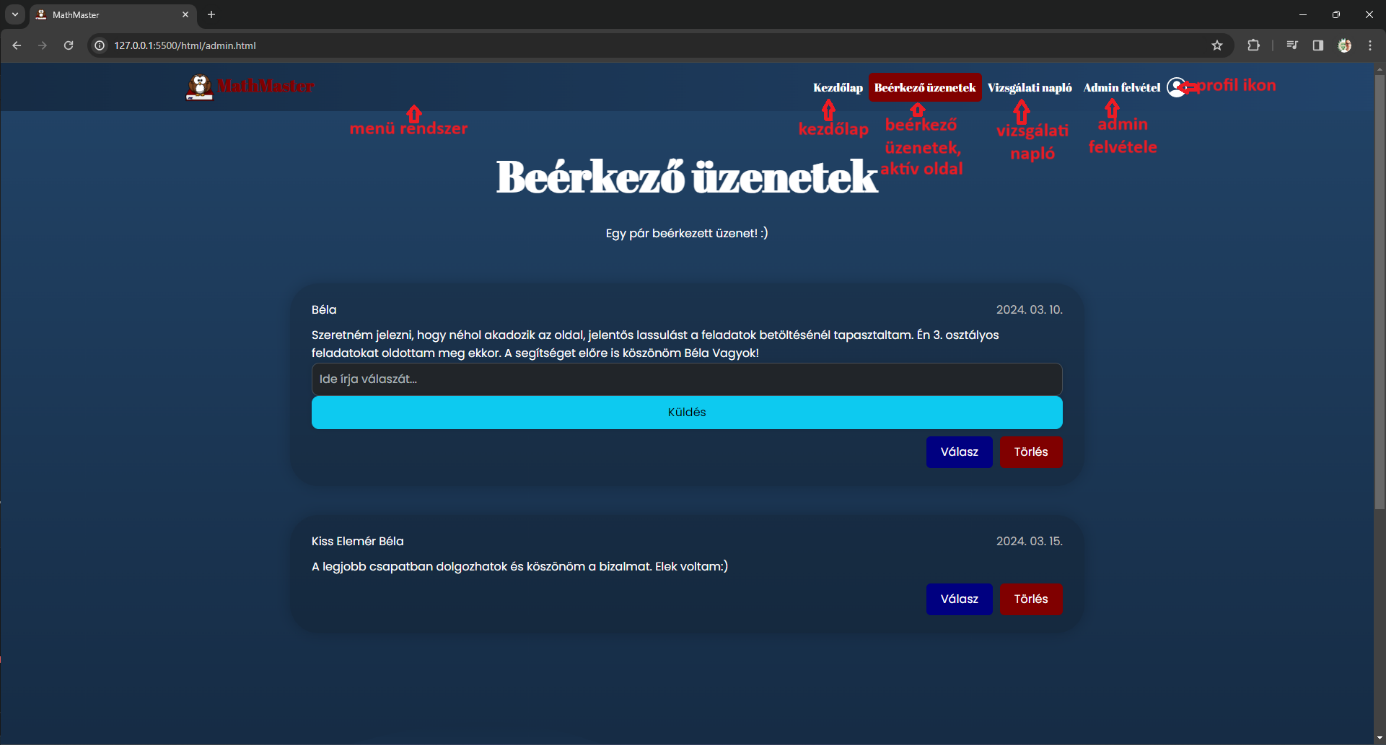 MathMaster
127.0.0.1:5500/html/admin.html
MathMaster
Kezdőlap Beérkező üzenetek Vizsgálati napló Admin felvétel profil ikon
menü rendszer
kezdőlap
beérkező
üzenetek,
aktív oldal
vizsgálati
napló
admin
felvétele
Beérkező üzenetek
Egy pár beérkezett üzenet! :)
Béla 2024. 03. 10.
Szeretném jelezni, hogy néhol akadozik az oldal, jelentős lassulást a feladatok betöltésénél tapasztaltam. Én 3. osztályos
feladatokat oldottam meg ekkor. A segítséget előre is köszönöm Béla Vagyok!
Ide írja válaszát...
Küldés
Válasz Törlés
Kiss Elemér Béla 2024. 03. 15.
A legjobb csapatban dolgozhatok és köszönöm a bizalmat. Elek voltam:)
Válasz Törlés